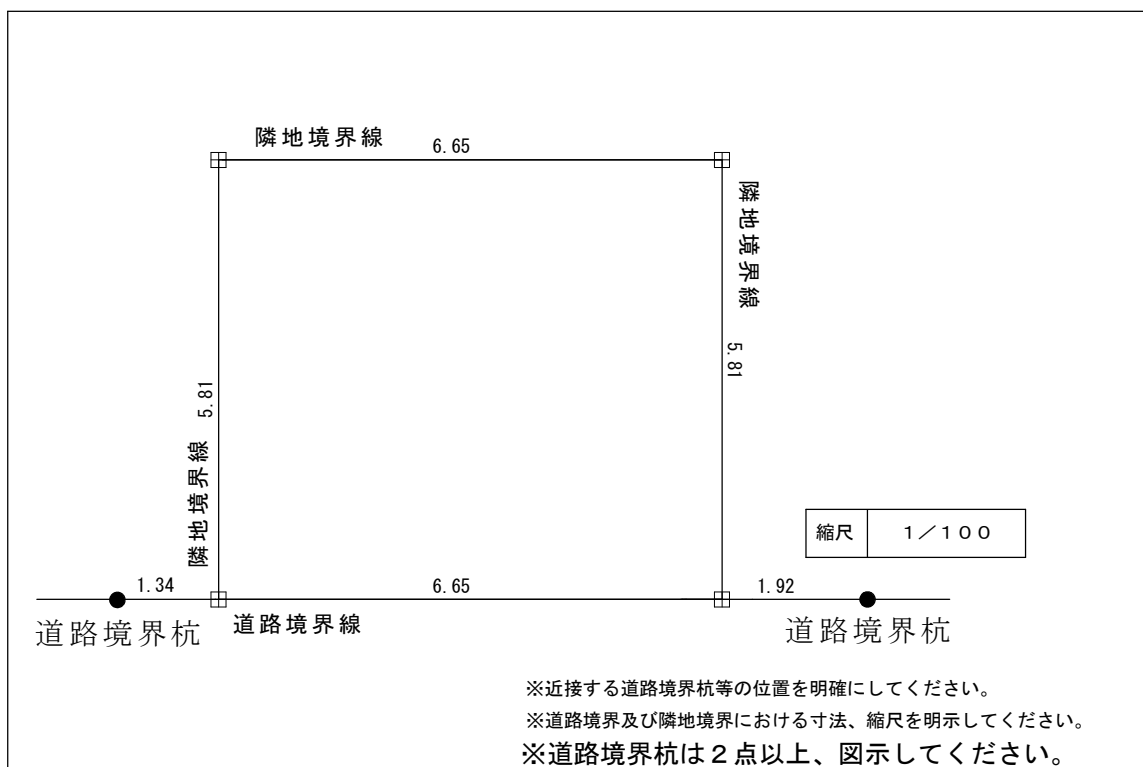 隣地境界線
6.65
隣地境界線
5.81
5.81
隣地境界線
縮尺 1／100
1.34
6.65
1.92
道路境界杭
道路境界線
道路境界杭
※近接する道路境界杭等の位置を明確にしてください。
※道路境界及び隣地境界における寸法、縮尺を明示してください。
※道路境界杭は２点以上、図示してください。